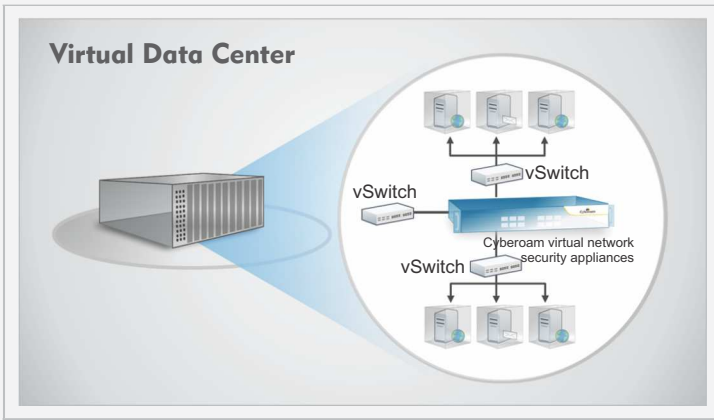 Virtual Data Center
vSwitch
vSwitch
Cyberoam virtual network
security appliances
vSwitch